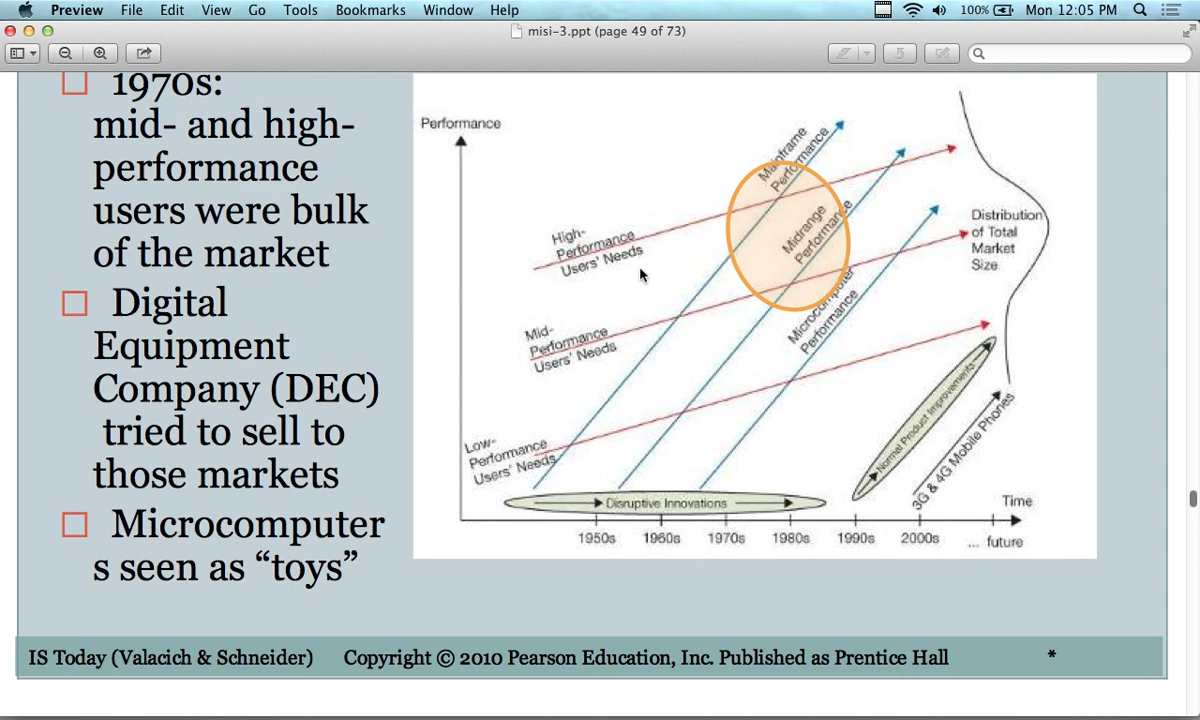 Preview File Edit View Go Tools Bookmarks Window Help 100% Mon 12:05 PM
misi-3.ppt (page 49 of 73)
1970s:
mid- and high-
performance
users were bulk
of the market
Digital
Equipment
Company (DEC)
tried to sell to
those markets
Microcomputer
s seen as “toys”
Performance
Mainframe
Performance
Midrange
Performance
Microcomputer
Performance
High-
Performance
Users' Needs
Mid-
Performance
Users' Needs
Low-
Performance
Users' Needs
Distribution
of Total
Market
Size
Normal Product Improvements
3G & 4G Mobile Phones
Disruptive Innovations
Time
1950s 1960s 1970s 1980s 1990s 2000s ... future
IS Today (Valacich & Schneider) Copyright © 2010 Pearson Education, Inc. Published as Prentice Hall *